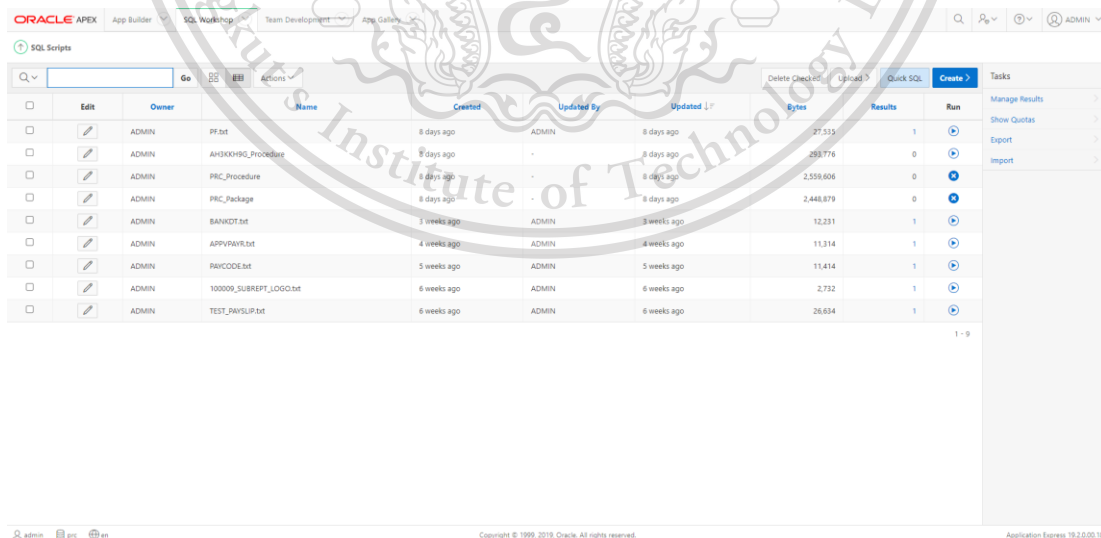 ORACLE APEX App Builder SQL Workshop Team Development App Gallery ADMIN
SQL Scripts
Go Actions Delete Checked Upload > Quick SQL Create >
Tasks
Manage Results
Show Quotas
Export
Import
Edit Owner Name Created Updated By Updated Bytes Results Run
ADMIN PF.txt 8 days ago ADMIN 8 days ago 27,535 1
ADMIN AH3KKH9G_Procedure 8 days ago - 8 days ago 293,776 0
ADMIN PRC_Procedure 8 days ago - 8 days ago 2,559,606 0
ADMIN PRC_Package 8 days ago - 8 days ago 2,448,879 0
ADMIN BANKDT.txt 3 weeks ago ADMIN 3 weeks ago 12,231 1
ADMIN APPVPAYR.txt 4 weeks ago ADMIN 4 weeks ago 11,314 1
ADMIN PAYCODE.txt 5 weeks ago ADMIN 5 weeks ago 11,414 1
ADMIN 100009_SUBREPT_LOGO.txt 6 weeks ago ADMIN 6 weeks ago 2,732 1
ADMIN TEST_PAYSLIP.txt 6 weeks ago ADMIN 6 weeks ago 26,634 1
1 - 9
Institute of Technology
admin prc en Copyright © 1999, 2019, Oracle. All rights reserved. Application Express 19.2.0.00.18